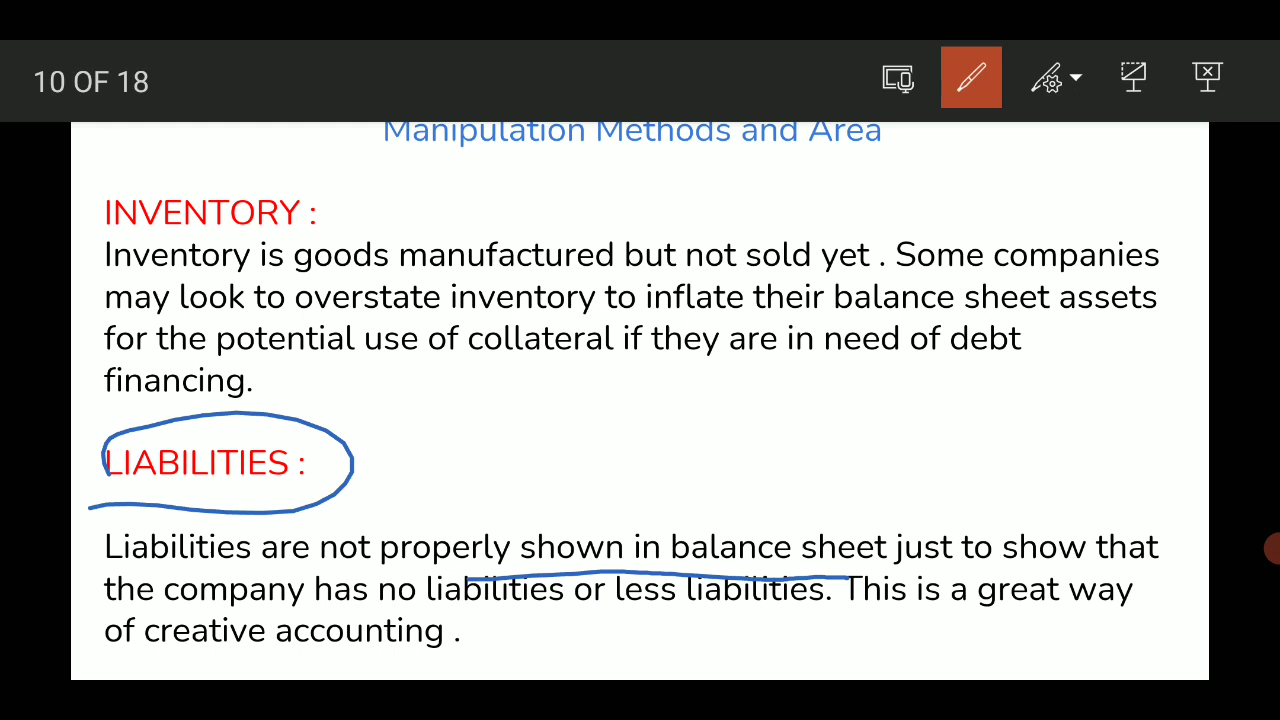 10 OF 18
Manipulation Methods and Area
INVENTORY :
Inventory is goods manufactured but not sold yet . Some companies
may look to overstate inventory to inflate their balance sheet assets
for the potential use of collateral if they are in need of debt
financing.
LIABILITIES :
Liabilities are not properly shown in balance sheet just to show that
the company has no liabilities or less liabilities. This is a great way
of creative accounting .